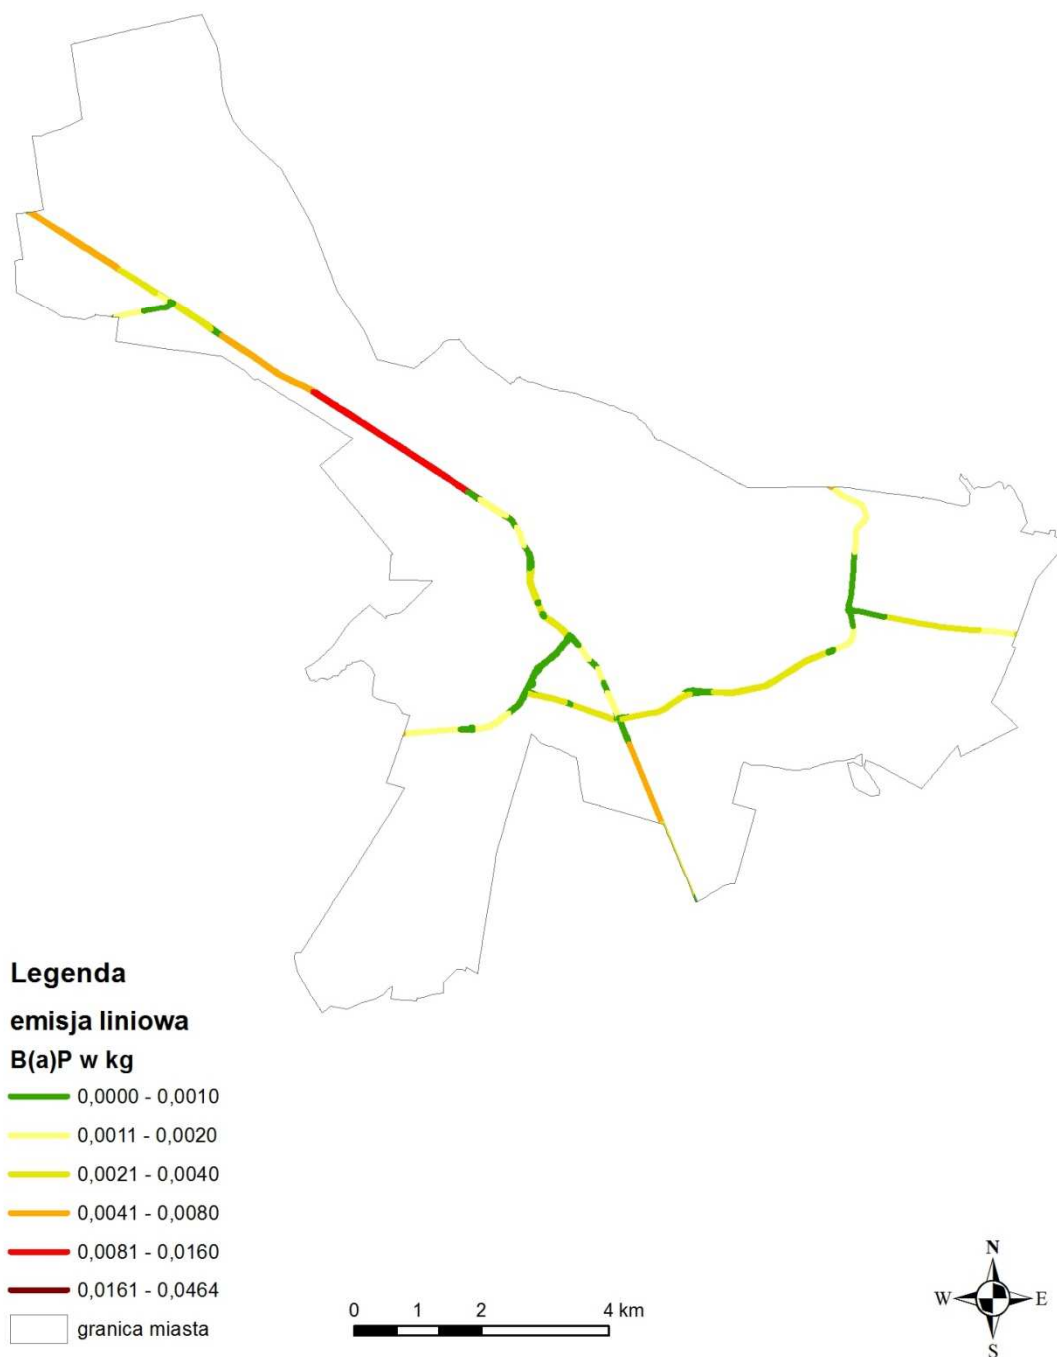 Legenda
emisja liniowa
B(a)P w kg
0,0000 - 0,0010
0,0011 - 0,0020
0,0021 - 0,0040
0,0041 - 0,0080
0,0081 - 0,0160
0,0161 - 0,0464
granica miasta
0 1 2 4 km
N
W E
S